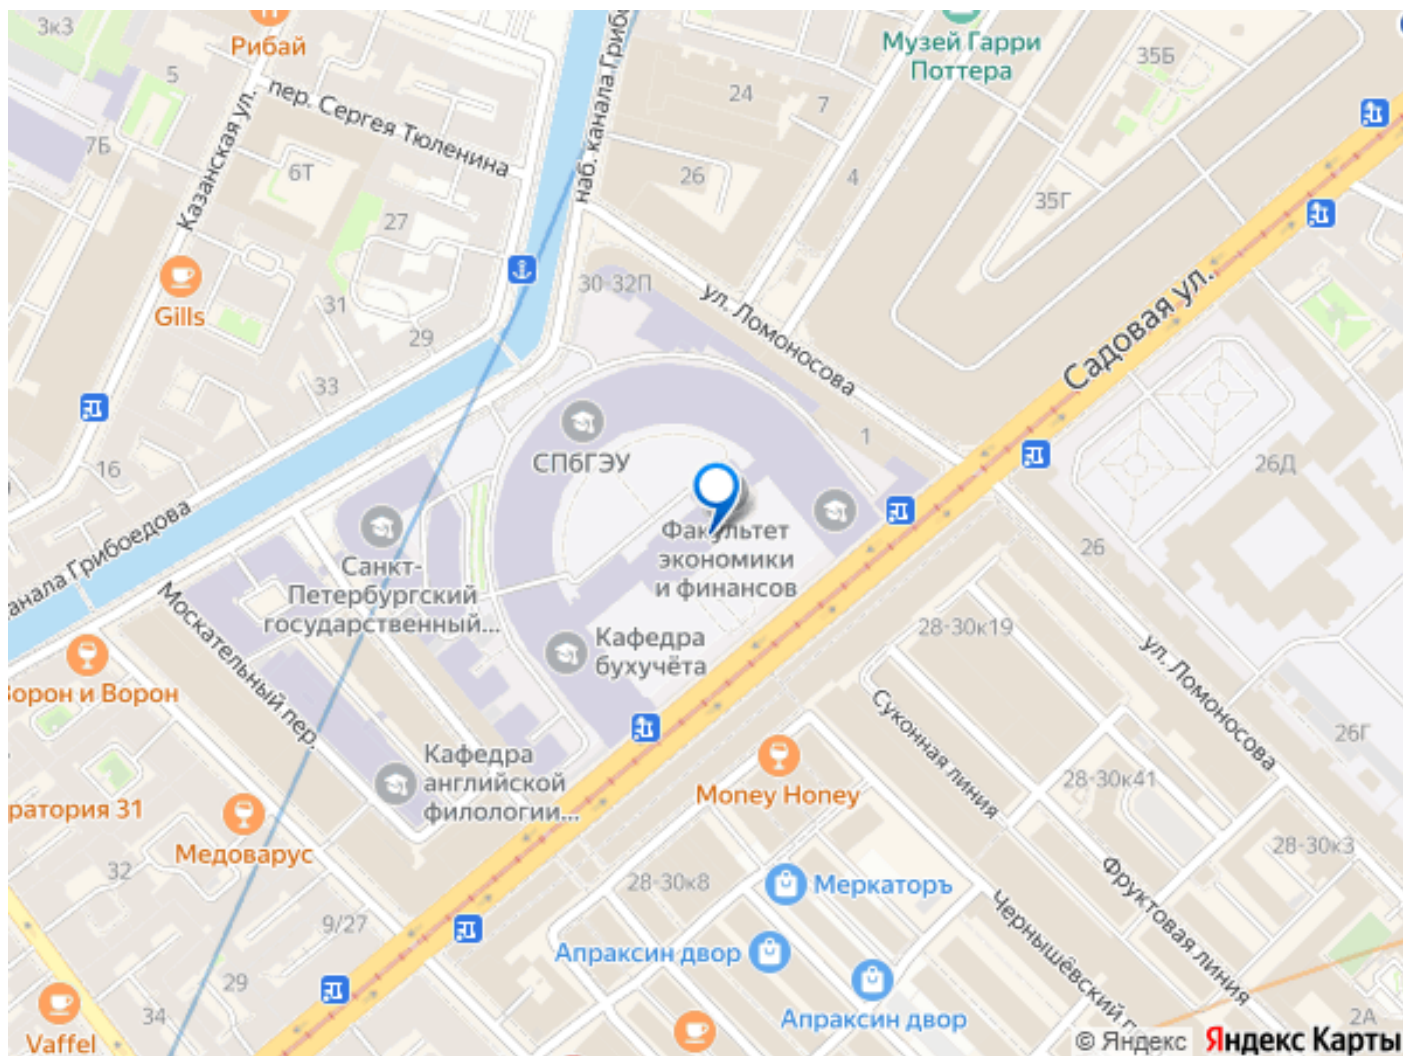 3к3
Рибай
Музей Гарри
Поттера
35Б
5
24
7
пер. Сергея Тюленина
наб. канала Грибо
7Б
6Т
Казанская ул.
26
4
35Г
27
30-32П
ул. Ломоносова
Садовая ул.
Gills
31
29
33
1
СПбГЭУ
16
26Д
Факультет
экономики
и финансов
26
анала Грибоедова
Санкт-
Петербургский
государственный...
Москательный пер.
Кафедра
бухучёта
28-30к19
ул. Ломоносова
Ворон и Ворон
Суконная линия
26Г
Кафедра
английской
филологии...
Money Honey
28-30к41
ратория 31
Медоварус
28-30к3
32
28-30к8
Меркаторъ
Фруктовая линия
Чернышёвский п
9/27
Апраксин двор
29
34
Апраксин двор
2А
Vaffel
© Яндекс Яндекс Карты